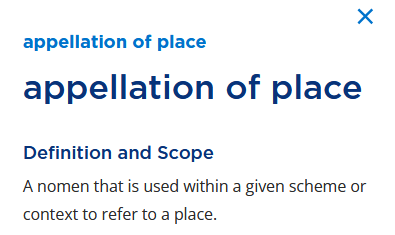 appellation of place
appellation of place
Definition and Scope
A nomen that is used within a given scheme or
context to refer to a place.